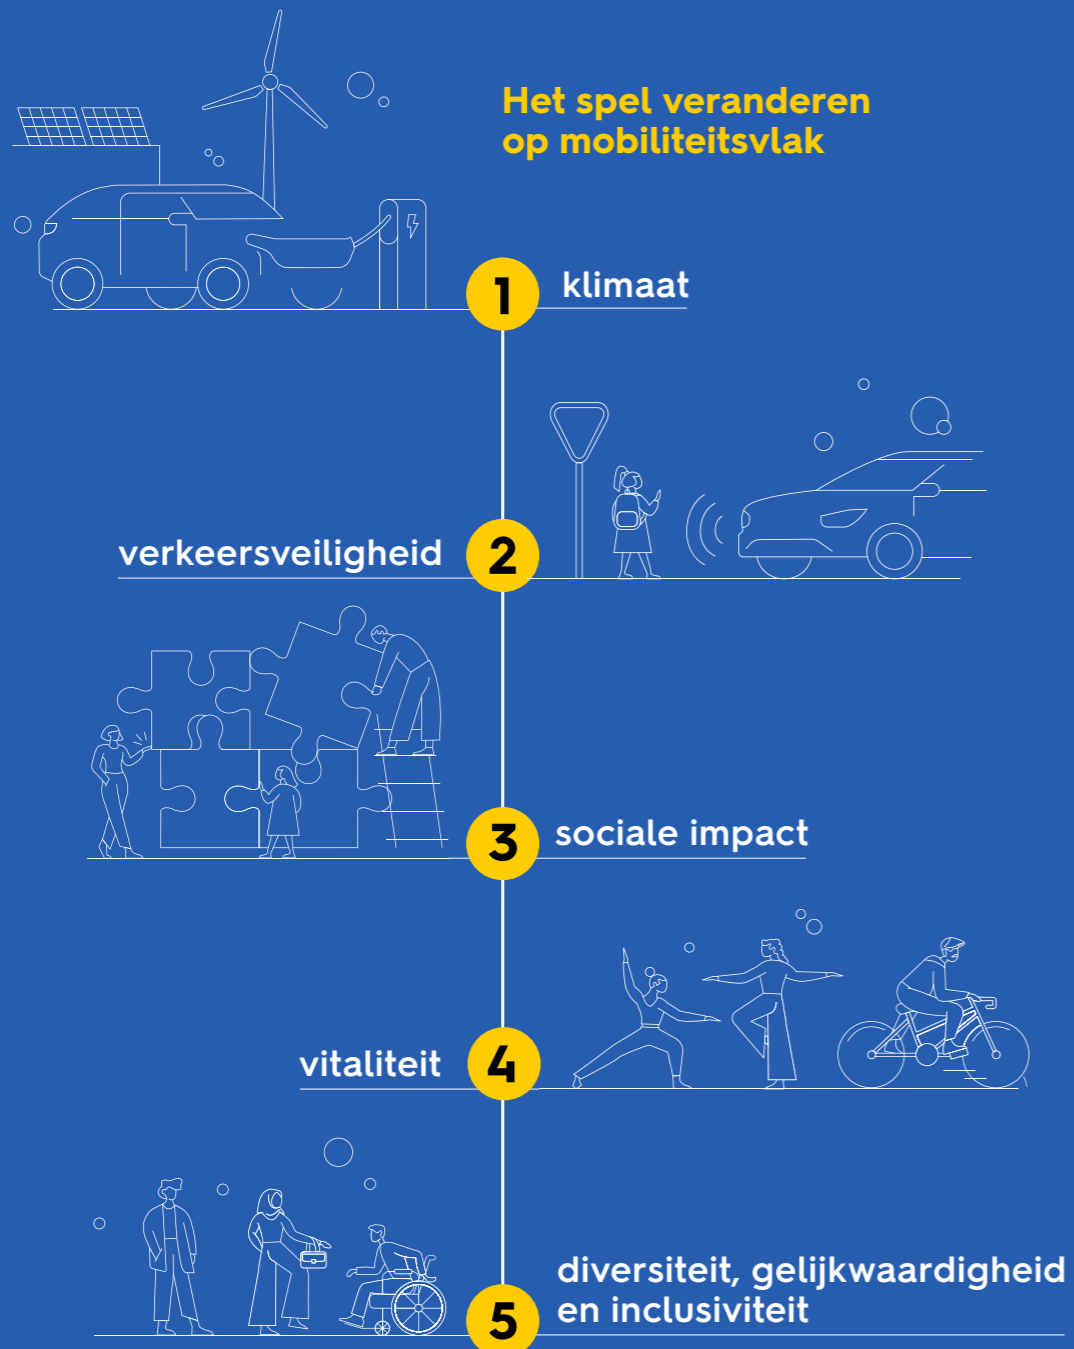 Het spel veranderen
op mobiliteitsvlak
1
klimaat
verkeersveiligheid
2
3
sociale impact
vitaliteit
4
5
diversiteit, gelijkwaardigheid
en inclusiviteit